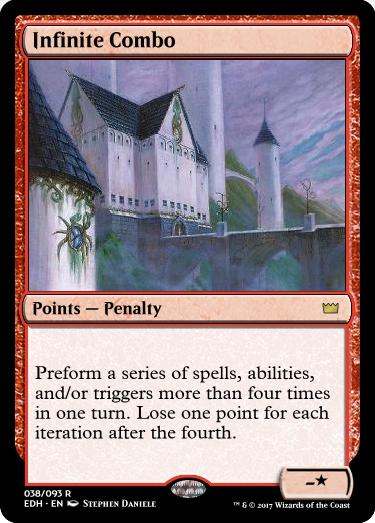 Infinite Combo
Points — Penalty
Preform a series of spells, abilities,
and/or triggers more than four times
in one turn. Lose one point for each
iteration after the fourth.
–★
038/093 R
EDH • EN Stephen Daniele
™ & © 2017 Wizards of the Coast